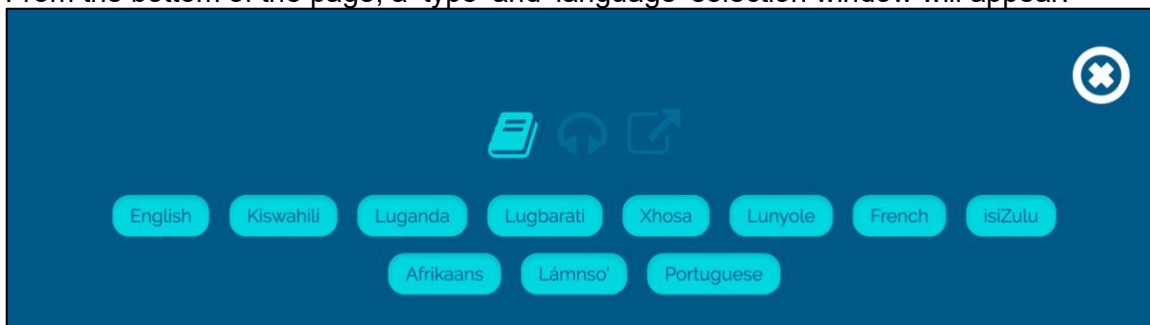 From the bottom of the page, a 'type' and 'language' selection window will appear:
English Kiswahili Luganda Lugbarati Xhosa Lunyole French isiZulu
Afrikaans Lámnso' Portuguese